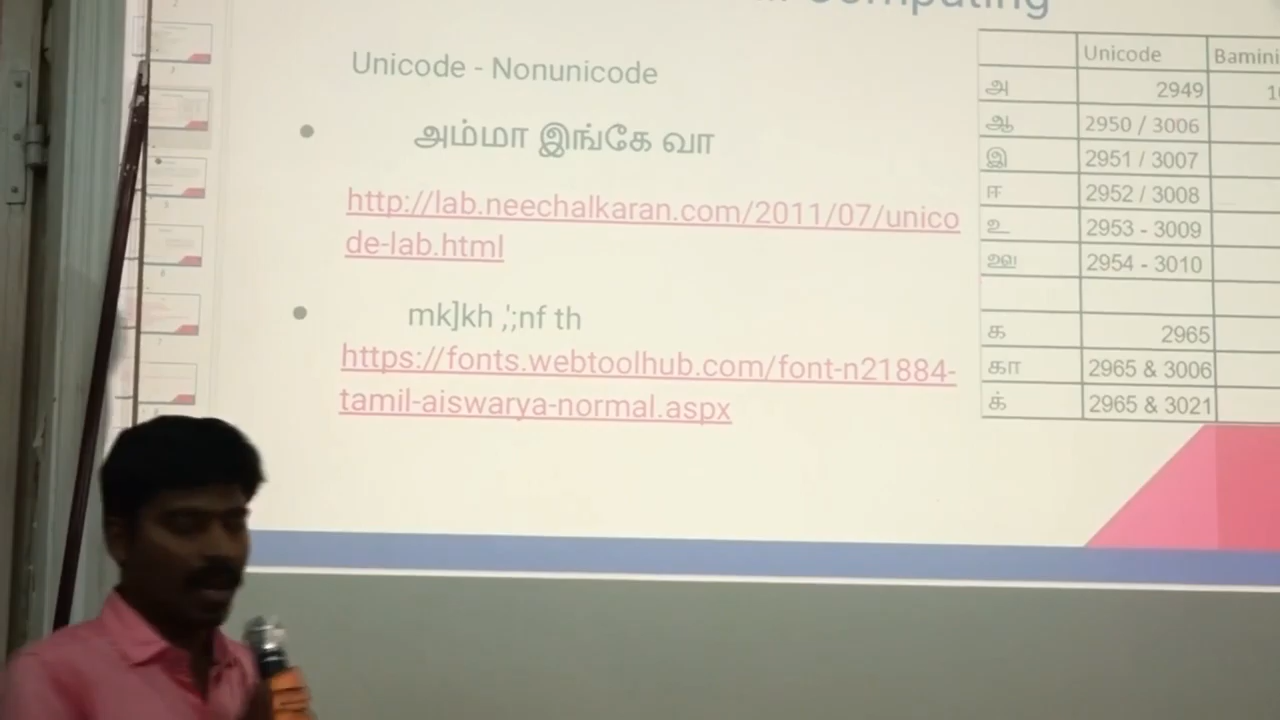 Computing
Unicode - Nonunicode
அம்மா இங்கே வா
http://lab.neechalkaran.com/2011/07/unico
de-lab.html
mk]kh ,';nf th
https://fonts.webtoolhub.com/font-n21884-
tamil-aiswarya-normal.aspx
Unicode Bamini
அ 2949
ஆ 2950 / 3006
இ 2951 / 3007
ஈ 2952 / 3008
உ 2953 - 3009
ஊ 2954 - 3010
க 2965
கா 2965 & 3006
க் 2965 & 3021